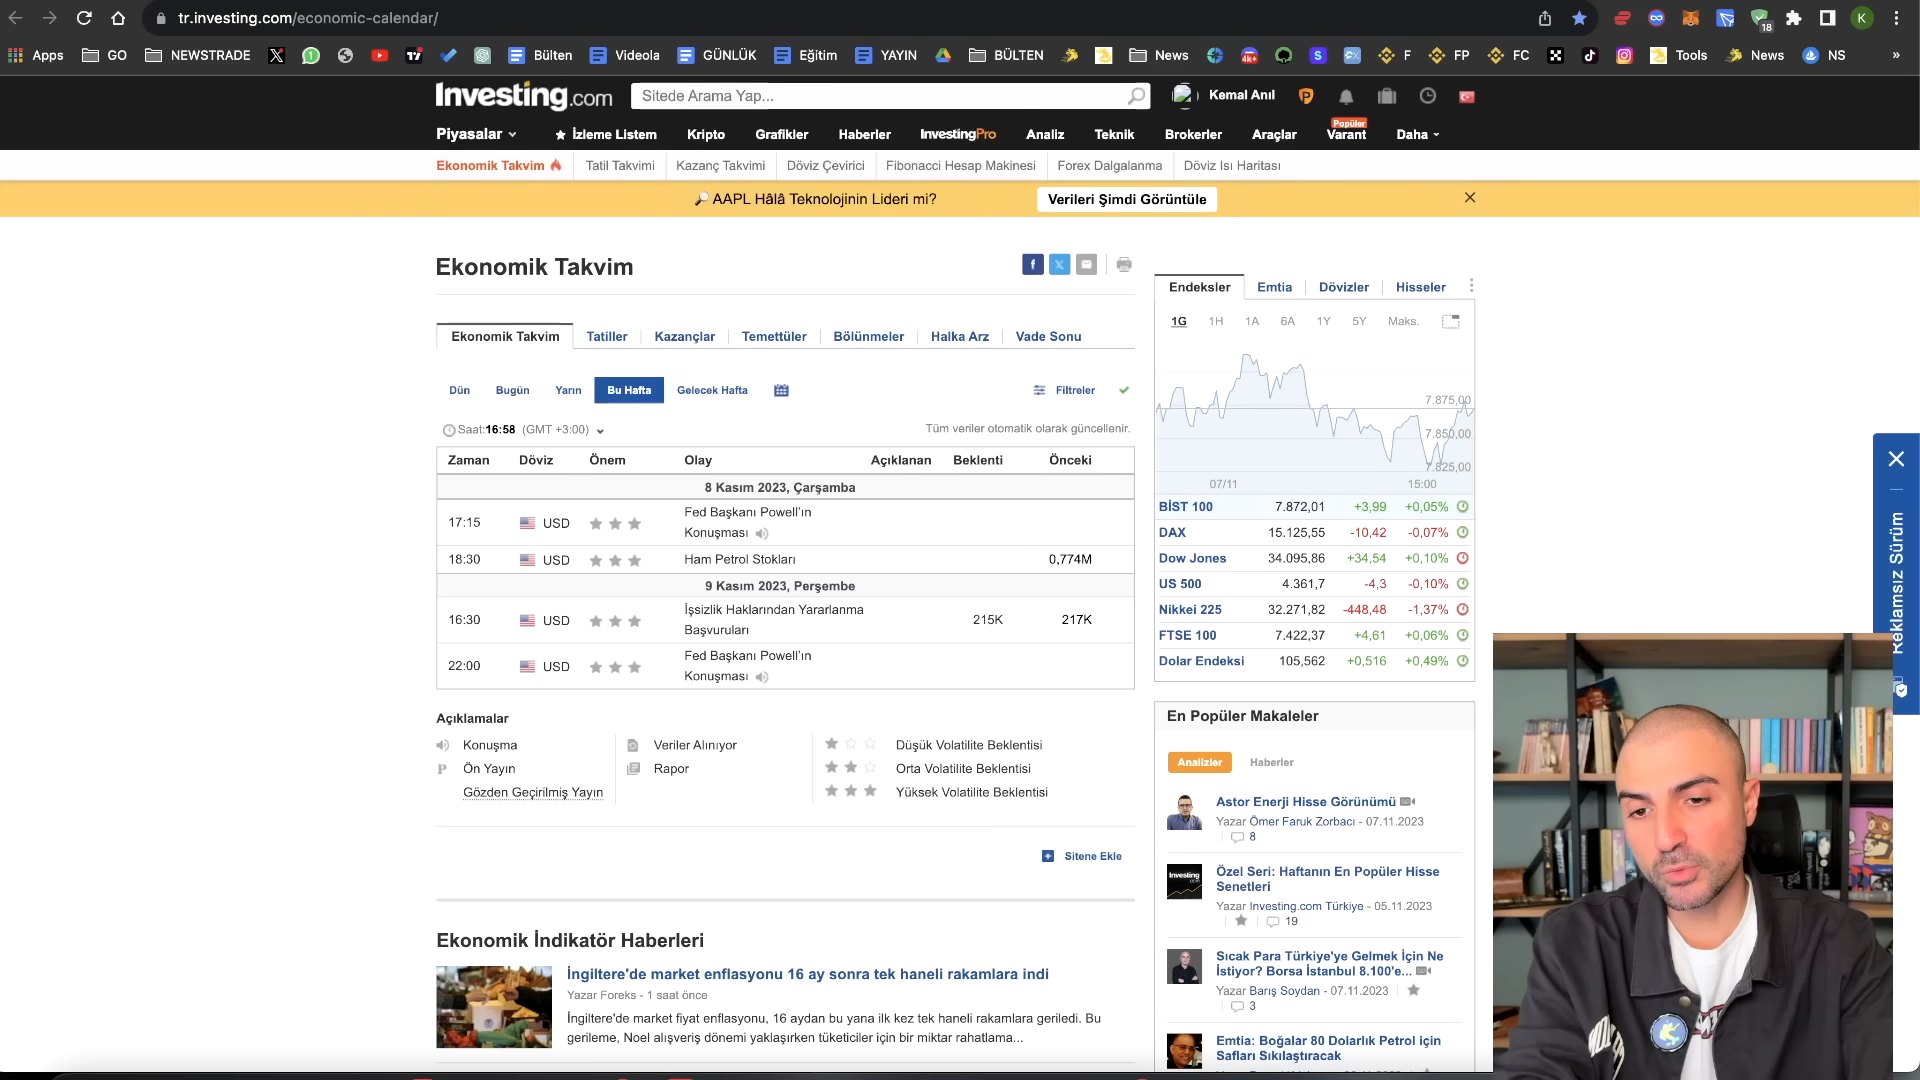 tr.investing.com/economic-calendar/
18
K
Apps
GO
NEWSTRADE
Bülten
Videola
GÜNLÜK
Eğitim
YAYIN
BÜLTEN
News
4k+
F
FP
FC
Tools
News
NS
»
Investing.com
Sitede Arama Yap...
Kemal Anıl
Piyasalar
İzleme Listem
Kripto
Grafikler
Haberler
InvestingPro
Analiz
Teknik
Brokerler
Araçlar
Popüler
Varant
Daha
Ekonomik Takvim
Tatil Takvimi
Kazanç Takvimi
Döviz Çevirici
Fibonacci Hesap Makinesi
Forex Dalgalanma
Döviz Isı Haritası
AAPL Hâlâ Teknolojinin Lideri mi?
Verileri Şimdi Görüntüle
Ekonomik Takvim
Ekonomik Takvim
Tatiller
Kazançlar
Temettüler
Bölünmeler
Halka Arz
Vade Sonu
Dün
Bugün
Yarın
Bu Hafta
Gelecek Hafta
Filtreler
Saat:16:58 (GMT +3:00)
Tüm veriler otomatik olarak güncellenir.
Zaman Döviz Önem Olay Açıklanan Beklenti Önceki
8 Kasım 2023, Çarşamba
17:15 USD Fed Başkanı Powell'ın
Konuşması
18:30 USD Ham Petrol Stokları 0,774M
9 Kasım 2023, Perşembe
16:30 USD İşsizlik Haklarından Yararlanma
Başvuruları 215K 217K
22:00 USD Fed Başkanı Powell'ın
Konuşması
Açıklamalar
Konuşma
Ön Yayın
Gözden Geçirilmiş Yayın
Veriler Alınıyor
Rapor
Düşük Volatilite Beklentisi
Orta Volatilite Beklentisi
Yüksek Volatilite Beklentisi
Sitene Ekle
Ekonomik İndikatör Haberleri
İngiltere'de market enflasyonu 16 ay sonra tek haneli rakamlara indi
Yazar Foreks - 1 saat önce
İngiltere'de market fiyat enflasyonu, 16 aydan bu yana ilk kez tek haneli rakamlara geriledi. Bu
gerileme, Noel alışveriş dönemi yaklaşırken tüketiciler için bir miktar rahatlama...
Endeksler
Emtia
Dövizler
Hisseler
1G 1H 1A 6A 1Y 5Y Maks.
7.875,00
7.850,00
7.825,00
07/11 15:00
BİST 100 7.872,01 +3,99 +0,05%
DAX 15.125,55 -10,42 -0,07%
Dow Jones 34.095,86 +34,54 +0,10%
US 500 4.361,7 -4,3 -0,10%
Nikkei 225 32.271,82 -448,48 -1,37%
FTSE 100 7.422,37 +4,61 +0,06%
Dolar Endeksi 105,562 +0,516 +0,49%
En Popüler Makaleler
Analizler
Haberler
Astor Enerji Hisse Görünümü
Yazar Ömer Faruk Zorbacı - 07.11.2023
8
Özel Seri: Haftanın En Popüler Hisse
Senetleri
Yazar Investing.com Türkiye - 05.11.2023
19
Sıcak Para Türkiye'ye Gelmek İçin Ne
İstiyor? Borsa İstanbul 8.100'e...
Yazar Barış Soydan - 07.11.2023
3
Emtia: Boğalar 80 Dolarlık Petrol için
Safları Sıkılaştıracak
Reklamsız Sürüm